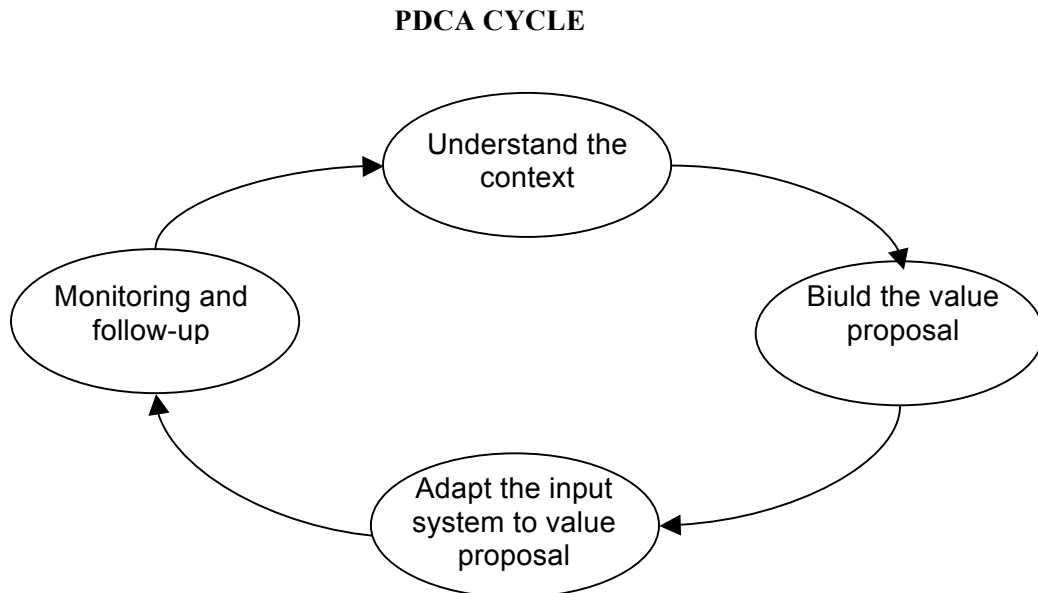 PDCA CYCLE
Understand the
context
Biuld the value
proposal
Adapt the input
system to value
proposal
Monitoring and
follow-up